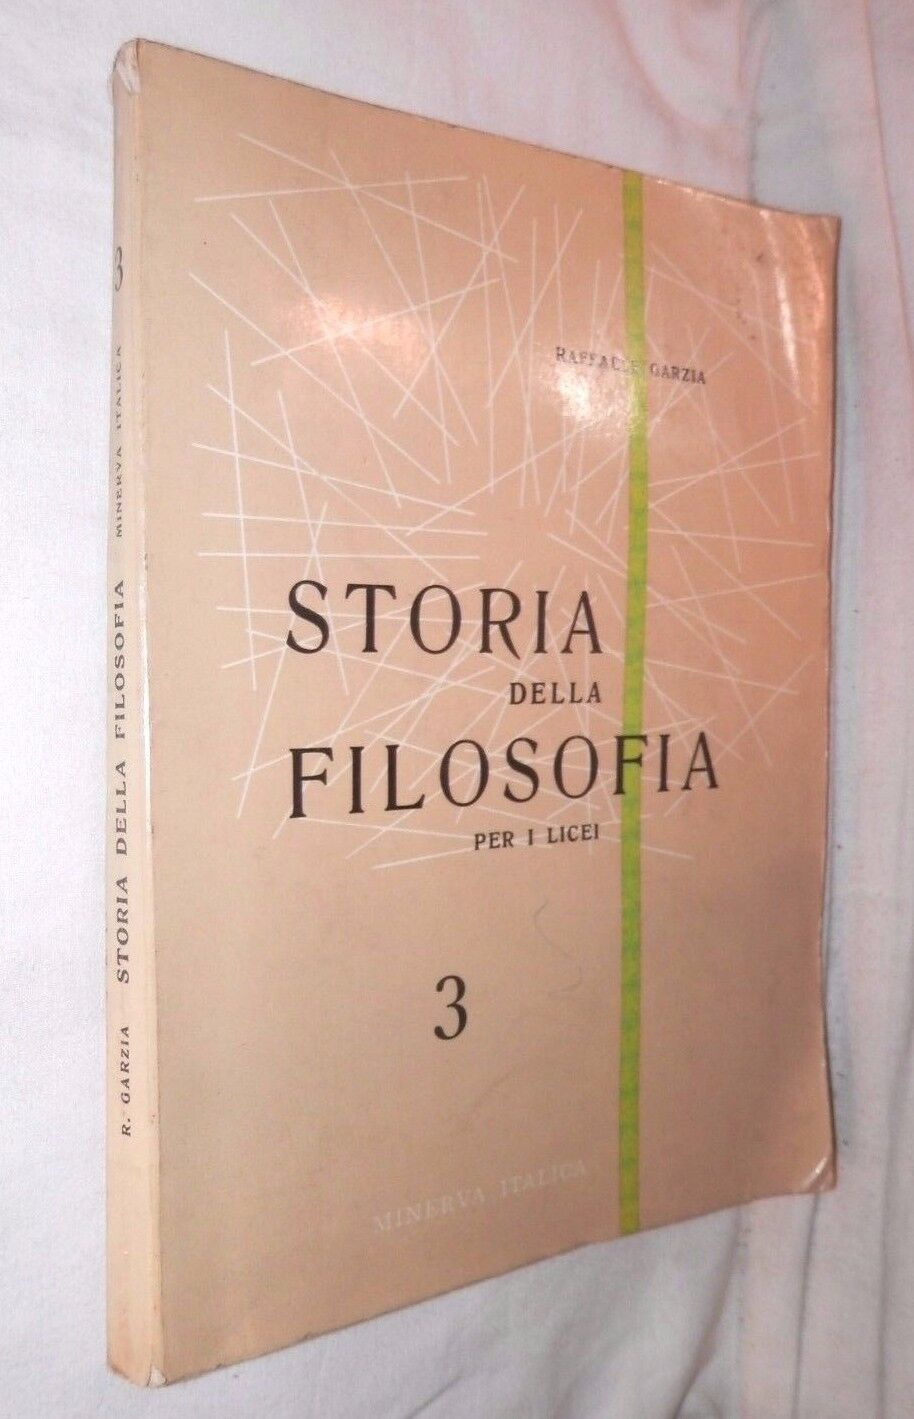 RAFFAELE GARZIA
STORIA
DELLA
FILOSOFIA
PER I LICEI
3
MINERVA ITALICA
R. GARZIA STORIA DELLA FILOSOFIA MINERVA ITALICA 3